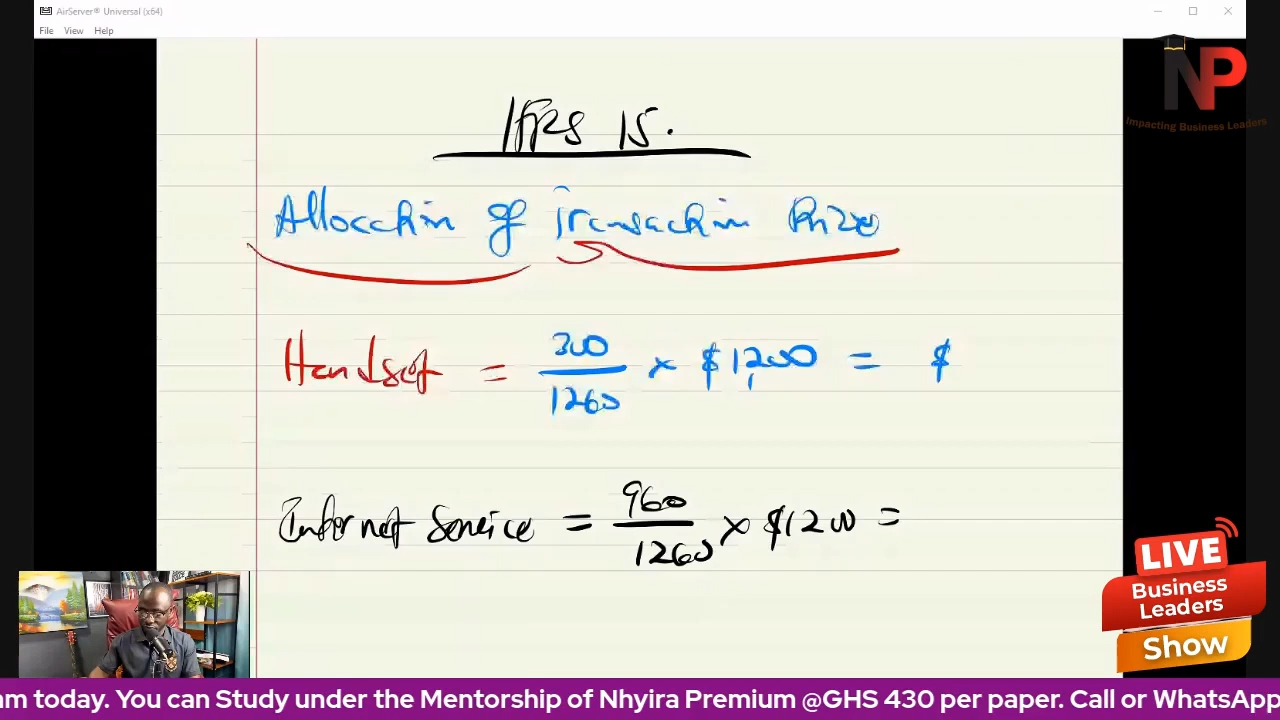 AirServer® Universal (x64)
File View Help
NP
Impacting Business Leaders
IFRS 15.
Allocation of Transaction Price
Handset = 300/1260 x $1200 = $
Internet Service = 960/1260 x $1200 =
LIVE
Business
Leaders
Show
am today. You can Study under the Mentorship of Nhyira Premium @GHS 430 per paper. Call or WhatsApp